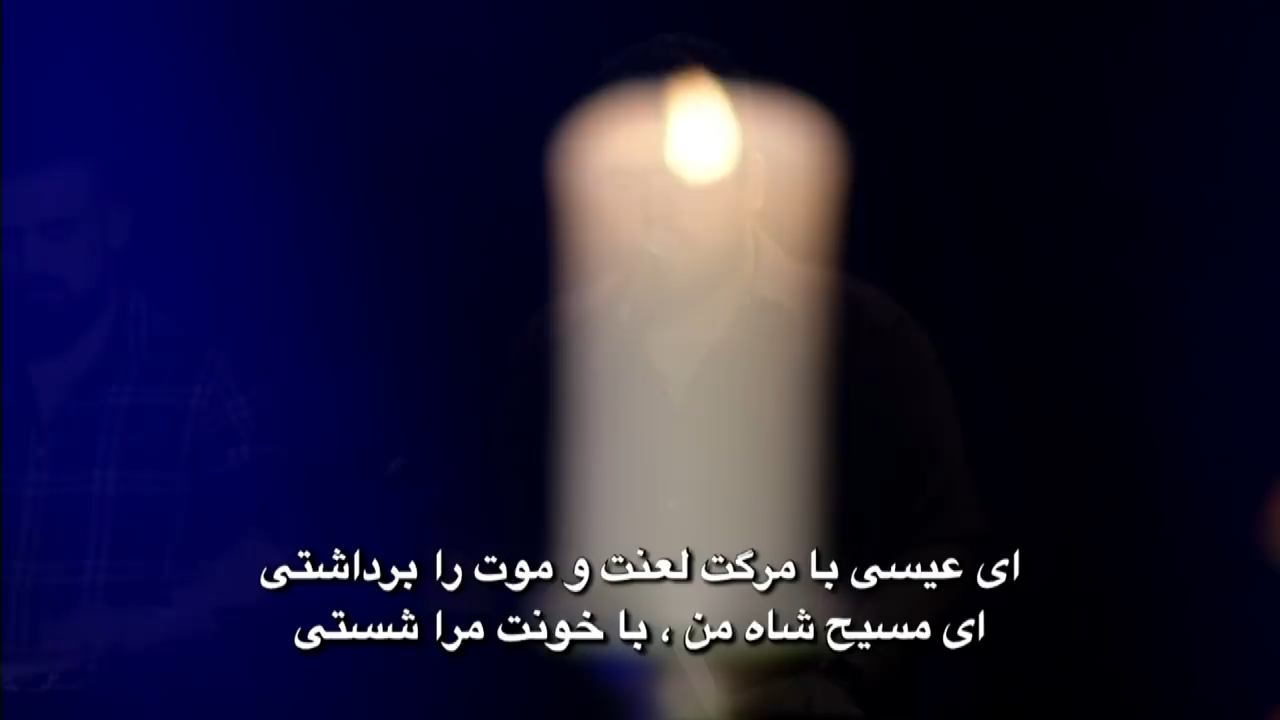 ای عیسی با مرگت لعنت و موت را برداشتی
ای مسیح شاه من ، با خونت مرا شستی